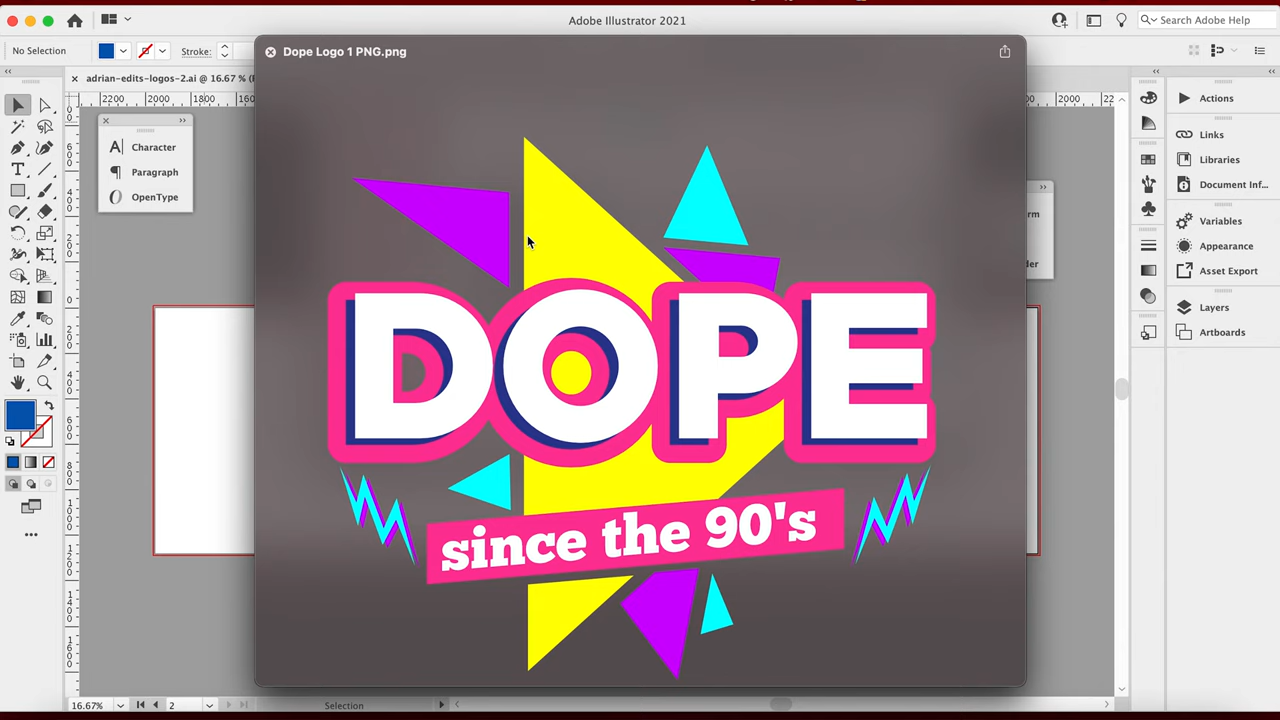 Adobe Illustrator 2021
Search Adobe Help
No Selection
Stroke:
adrian-edits-logos-2.ai @ 16.67 %
Dope Logo 1 PNG.png
2200 2000 1800
2000
Character
Paragraph
OpenType
DOPE
since the 90's
Actions
Links
Libraries
Document Inf...
Variables
Appearance
Asset Export
Layers
Artboards
16.67%
2
Selection